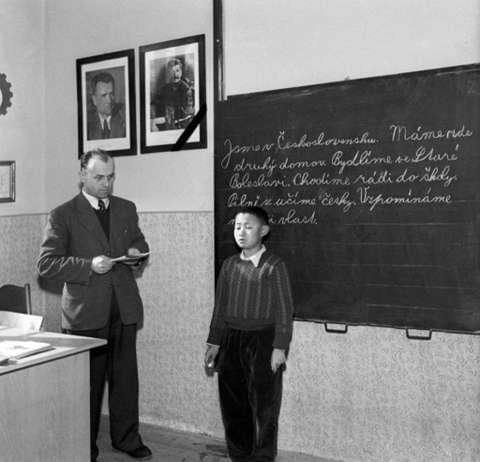 Jsme v Československu. Máme zde
druhý domov. Bydlíme ve Staré
Boleslavi. Chodíme rádi do školy.
Pilně se učíme česky. Vzpomínáme
na vlast.